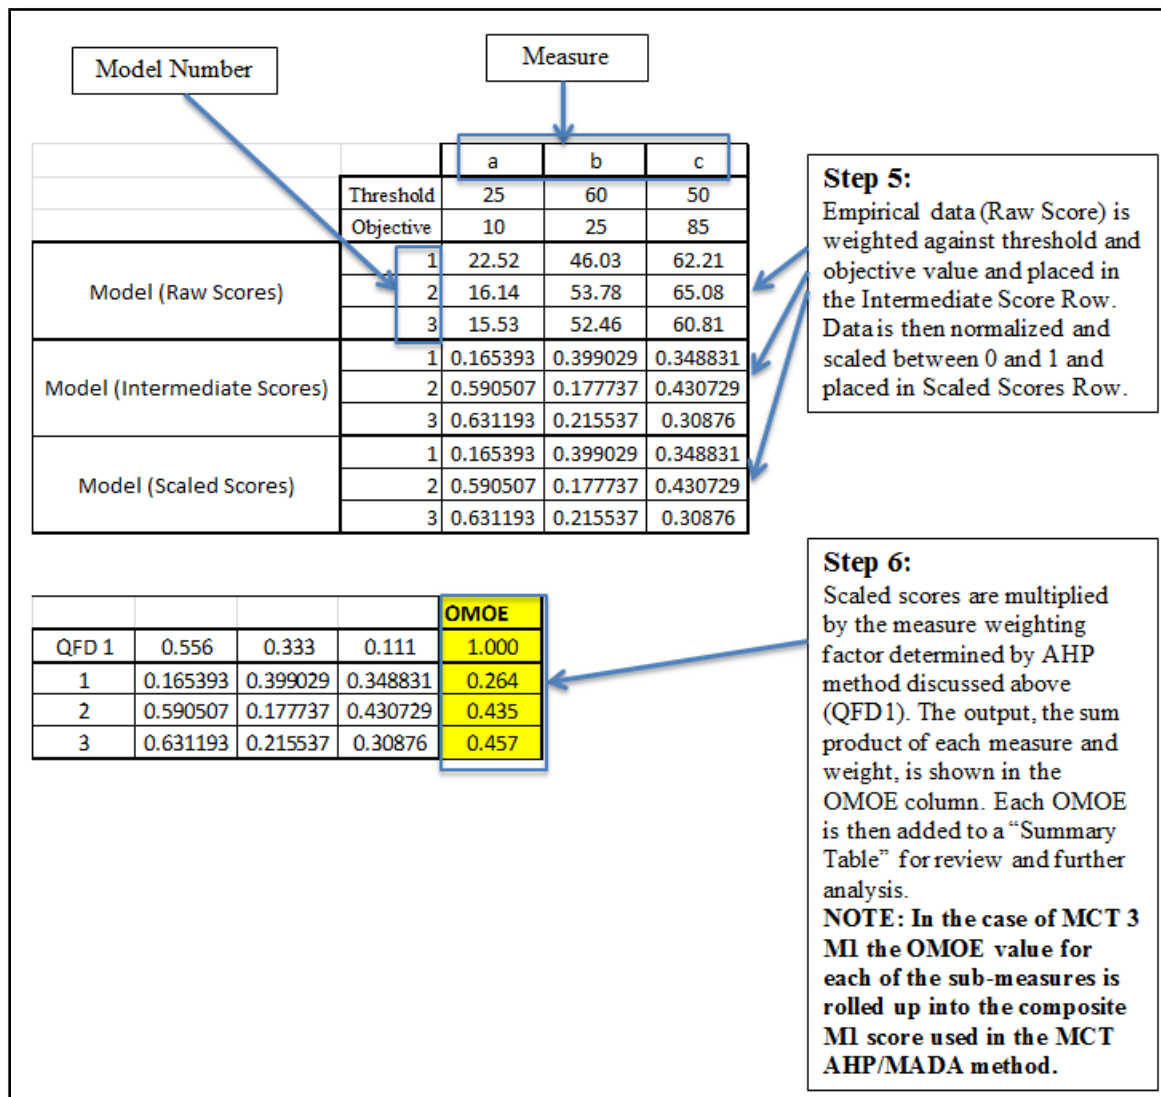 Model Number
Measure
a b c
Threshold 25 60 50
Objective 10 25 85
Model (Raw Scores)
1 22.52 46.03 62.21
2 16.14 53.78 65.08
3 15.53 52.46 60.81
Model (Intermediate Scores)
1 0.165393 0.399029 0.348831
2 0.590507 0.177737 0.430729
3 0.631193 0.215537 0.30876
Model (Scaled Scores)
1 0.165393 0.399029 0.348831
2 0.590507 0.177737 0.430729
3 0.631193 0.215537 0.30876
Step 5:
Empirical data (Raw Score) is
weighted against threshold and
objective value and placed in
the Intermediate Score Row.
Data is then normalized and
scaled between 0 and 1 and
placed in Scaled Scores Row.
OMOE
QFD 1 0.556 0.333 0.111 1.000
1 0.165393 0.399029 0.348831 0.264
2 0.590507 0.177737 0.430729 0.435
3 0.631193 0.215537 0.30876 0.457
Step 6:
Scaled scores are multiplied
by the measure weighting
factor determined by AHP
method discussed above
(QFD1). The output, the sum
product of each measure and
weight, is shown in the
OMOE column. Each OMOE
is then added to a “Summary
Table” for review and further
analysis.
NOTE: In the case of MCT 3
M1 the OMOE value for
each of the sub-measures is
rolled up into the composite
M1 score used in the MCT
AHP/MADA method.